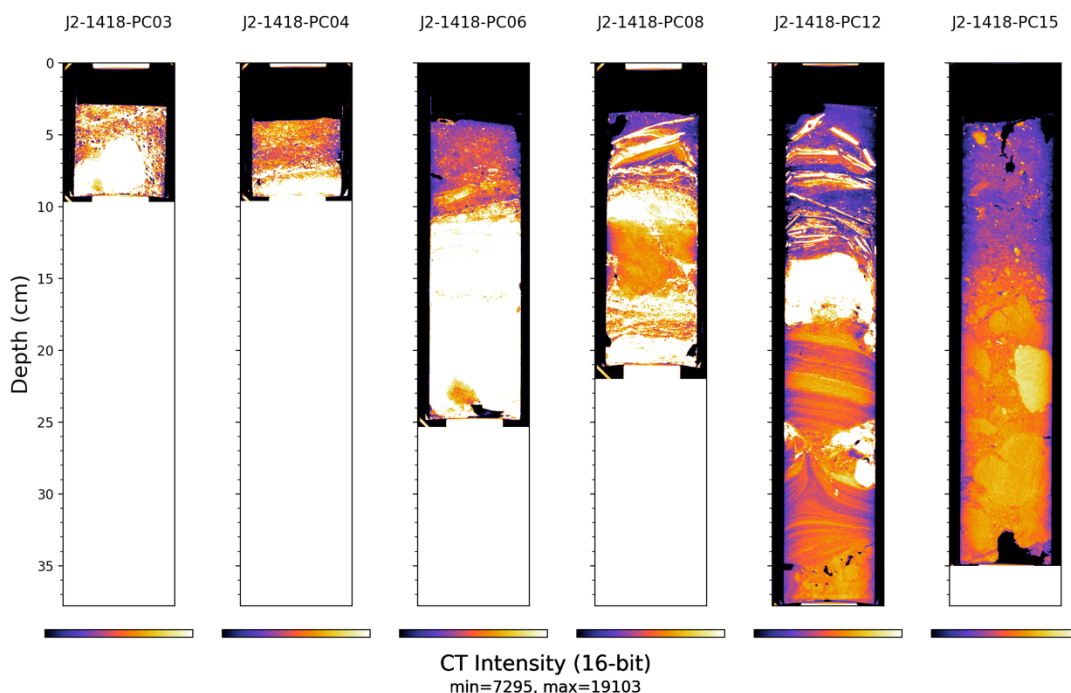 J2-1418-PC03 J2-1418-PC04 J2-1418-PC06 J2-1418-PC08 J2-1418-PC12 J2-1418-PC15
0
5
10
15
20
25
30
35
Depth (cm)
CT Intensity (16-bit)
min=7295, max=19103